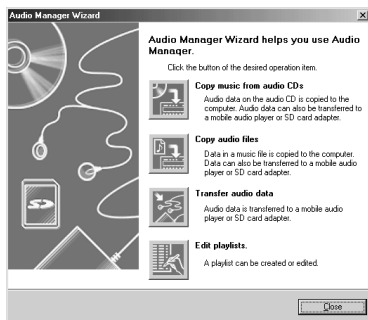 Audio Manager Wizard
Audio Manager Wizard helps you use Audio
Manager.
Click the button of the desired operation item.
Copy music from audio CDs
Audio data on the audio CD is copied to the
computer. Audio data can also be transferred to
a mobile audio player or SD card adapter.
Copy audio files
Data in a music file is copied to the computer.
Data can also be transferred to a mobile audio
player or SD card adapter.
Transfer audio data
Audio data is transferred to a mobile audio
player or SD card adapter.
Edit playlists.
A playlist can be created or edited.
SD
Close